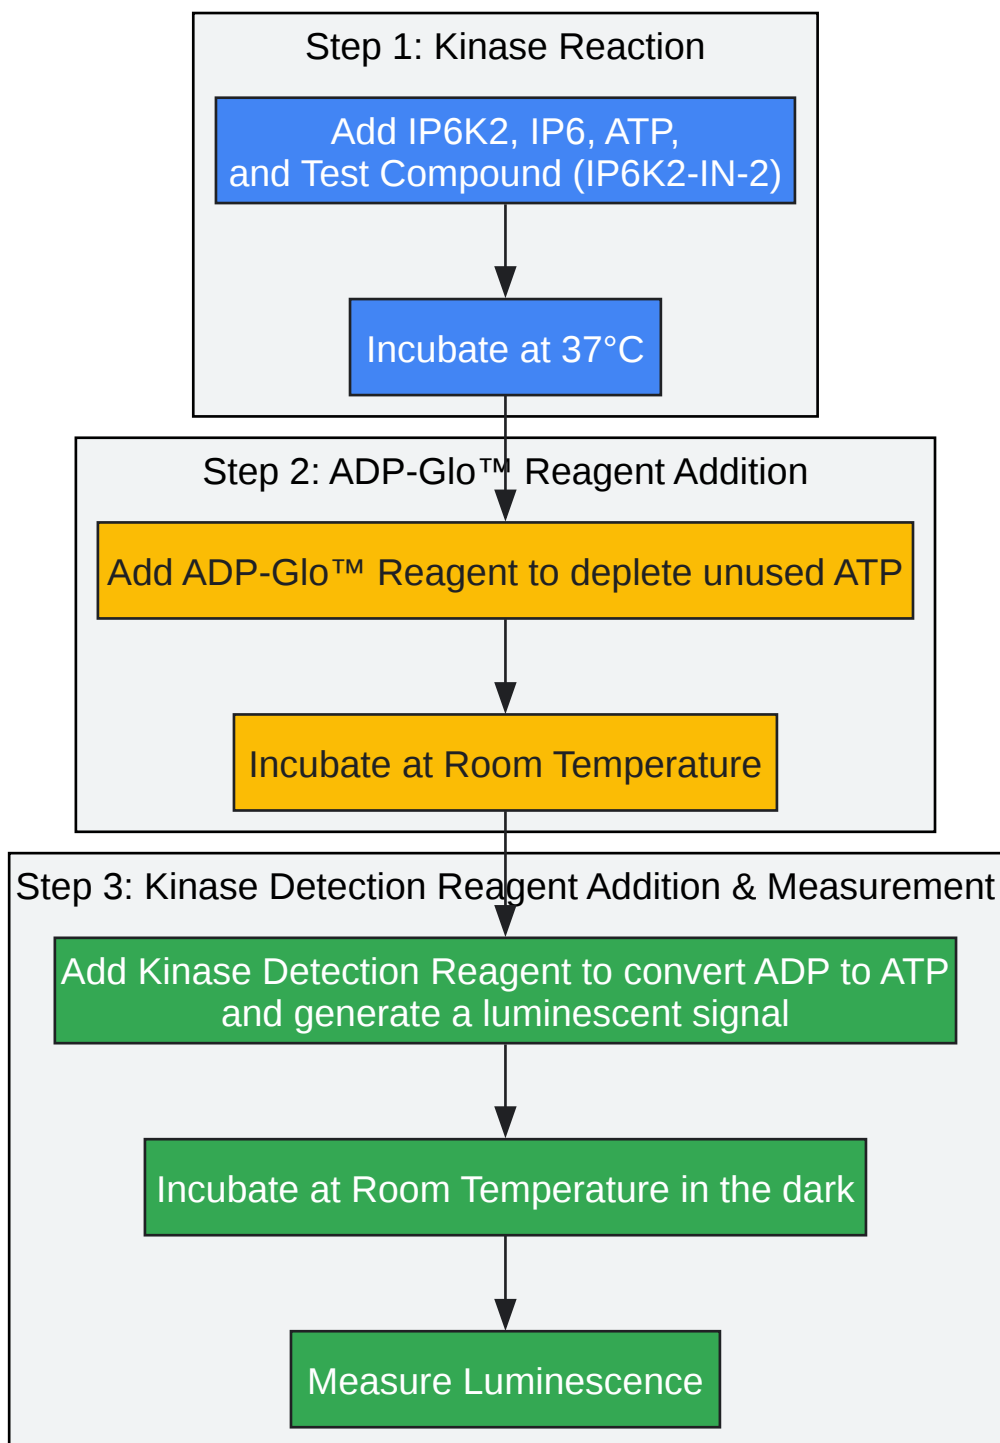 Step 1: Kinase Reaction
Add IP6K2, IP6, ATP,
and Test Compound (IP6K2-IN-2)
Incubate at 37°C
Step 2: ADP-Glo™ Reagent Addition
Add ADP-Glo™ Reagent to deplete unused ATP
Incubate at Room Temperature
Step 3: Kinase Detection Reagent Addition & Measurement
Add Kinase Detection Reagent to convert ADP to ATP
and generate a luminescent signal
Incubate at Room Temperature in the dark
Measure Luminescence